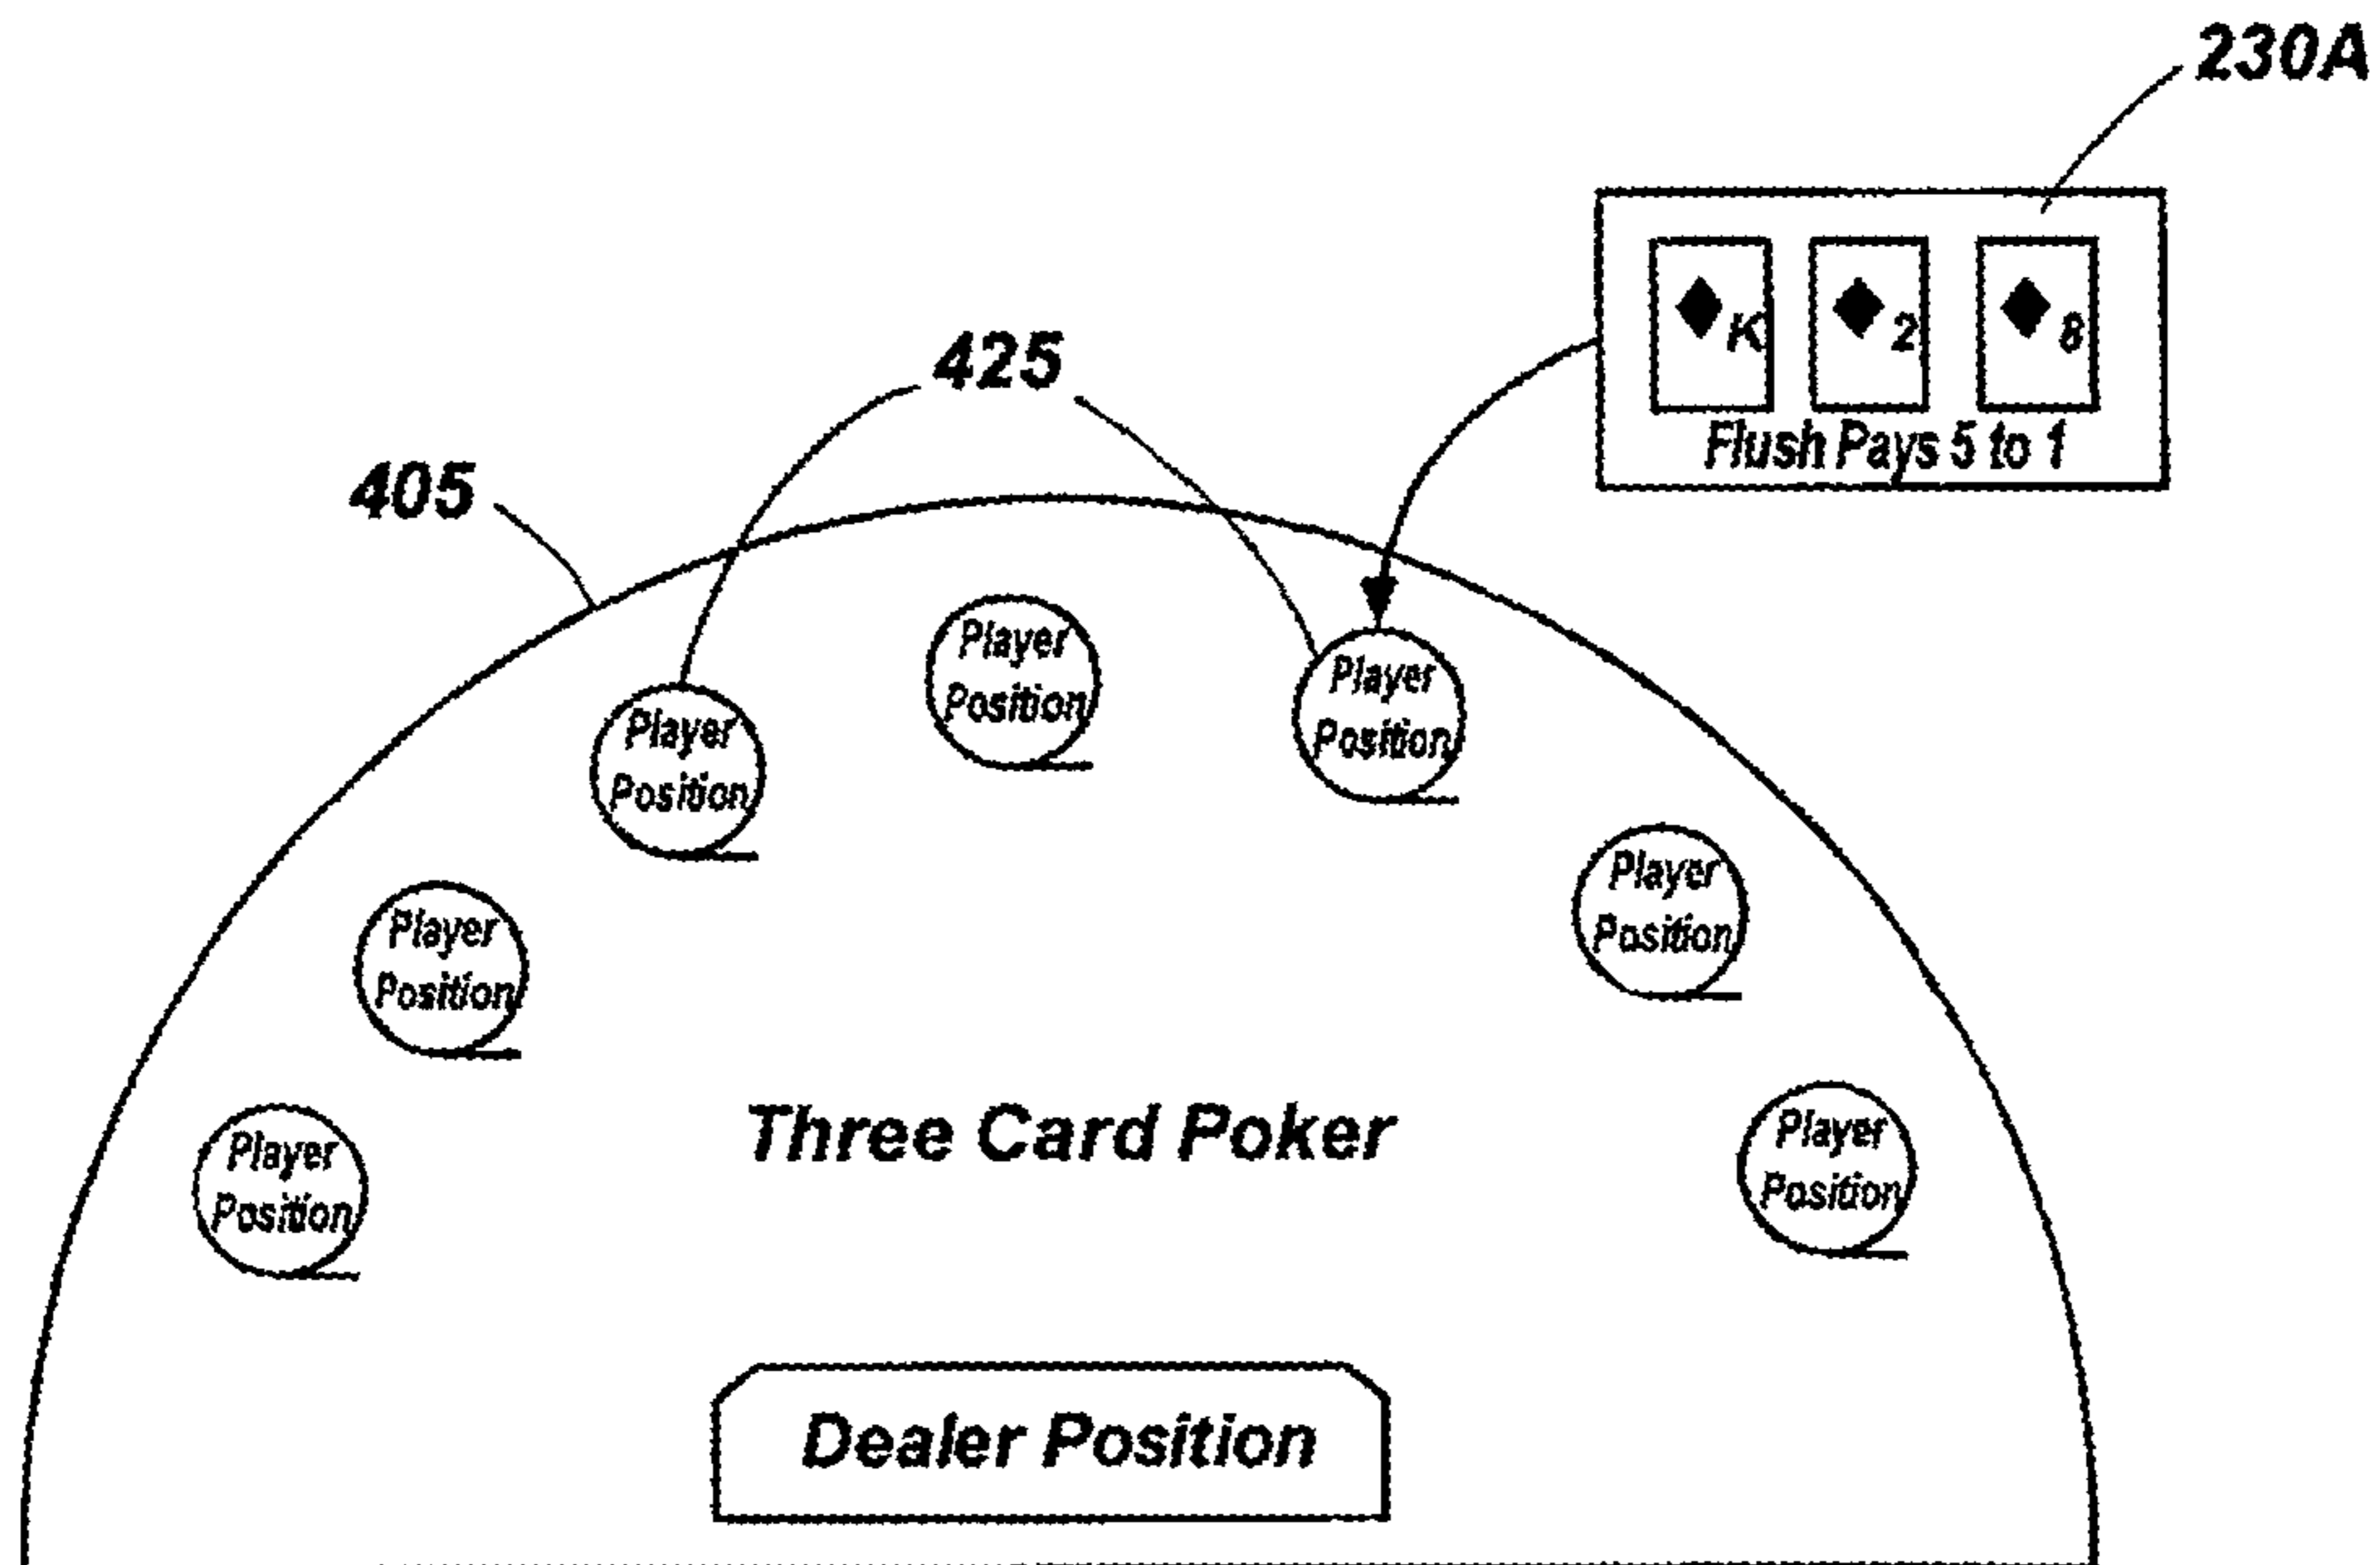 230A
K 2 8
Flush Pays 5 to 1
425
405
Player
Position
Player
Position
Player
Position
Player
Position
Player
Position
Player
Position
Player
Position
Three Card Poker
Dealer Position